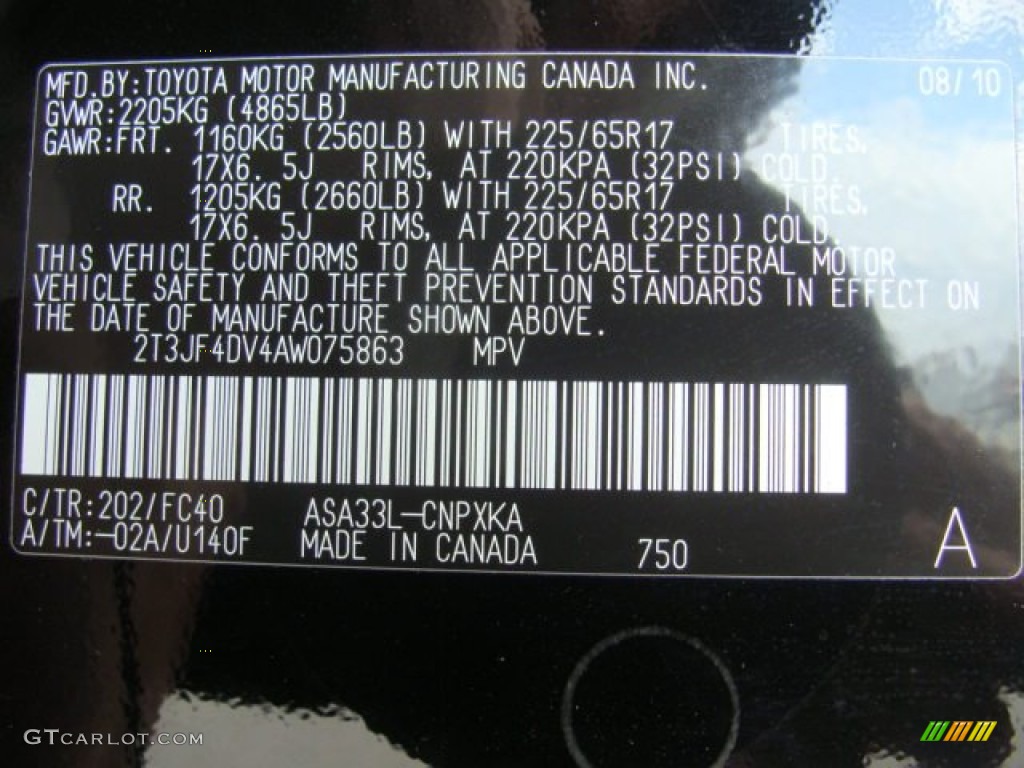 MFD.BY:TOYOTA MOTOR MANUFACTURING CANADA INC. 08/10
GVWR:2205KG (4865LB)
GAWR:FRT. 1160KG (2560LB) WITH 225/65R17 TIRES,
17X6. 5J RIMS, AT 220KPA (32PSI) COLD.
RR. 1205KG (2660LB) WITH 225/65R17 TIRES,
17X6. 5J RIMS, AT 220KPA (32PSI) COLD.
THIS VEHICLE CONFORMS TO ALL APPLICABLE FEDERAL MOTOR
VEHICLE SAFETY AND THEFT PREVENTION STANDARDS IN EFFECT ON
THE DATE OF MANUFACTURE SHOWN ABOVE.
2T3JF4DV4AW075863 MPV
C/TR:202/FC40 ASA33L-CNPXKA
A/TM:-02A/U140F MADE IN CANADA 750 A
GTCARLOT.COM